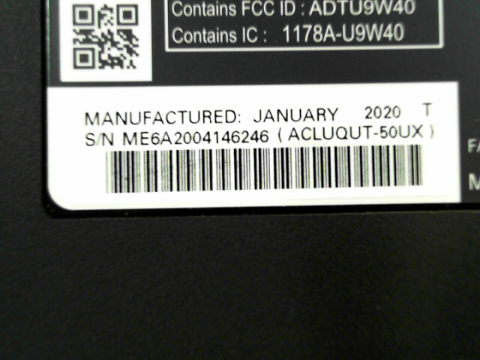 Contains FCC ID : ADTU9W40
Contains IC : 1178A-U9W40
MANUFACTURED: JANUARY 2020 T
S/N ME6A2004146246 ( ACLUQUT-50UX )